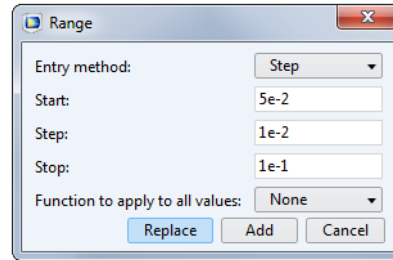 Range
Entry method: Step
Start: 5e-2
Step: 1e-2
Stop: 1e-1
Function to apply to all values: None
Replace Add Cancel